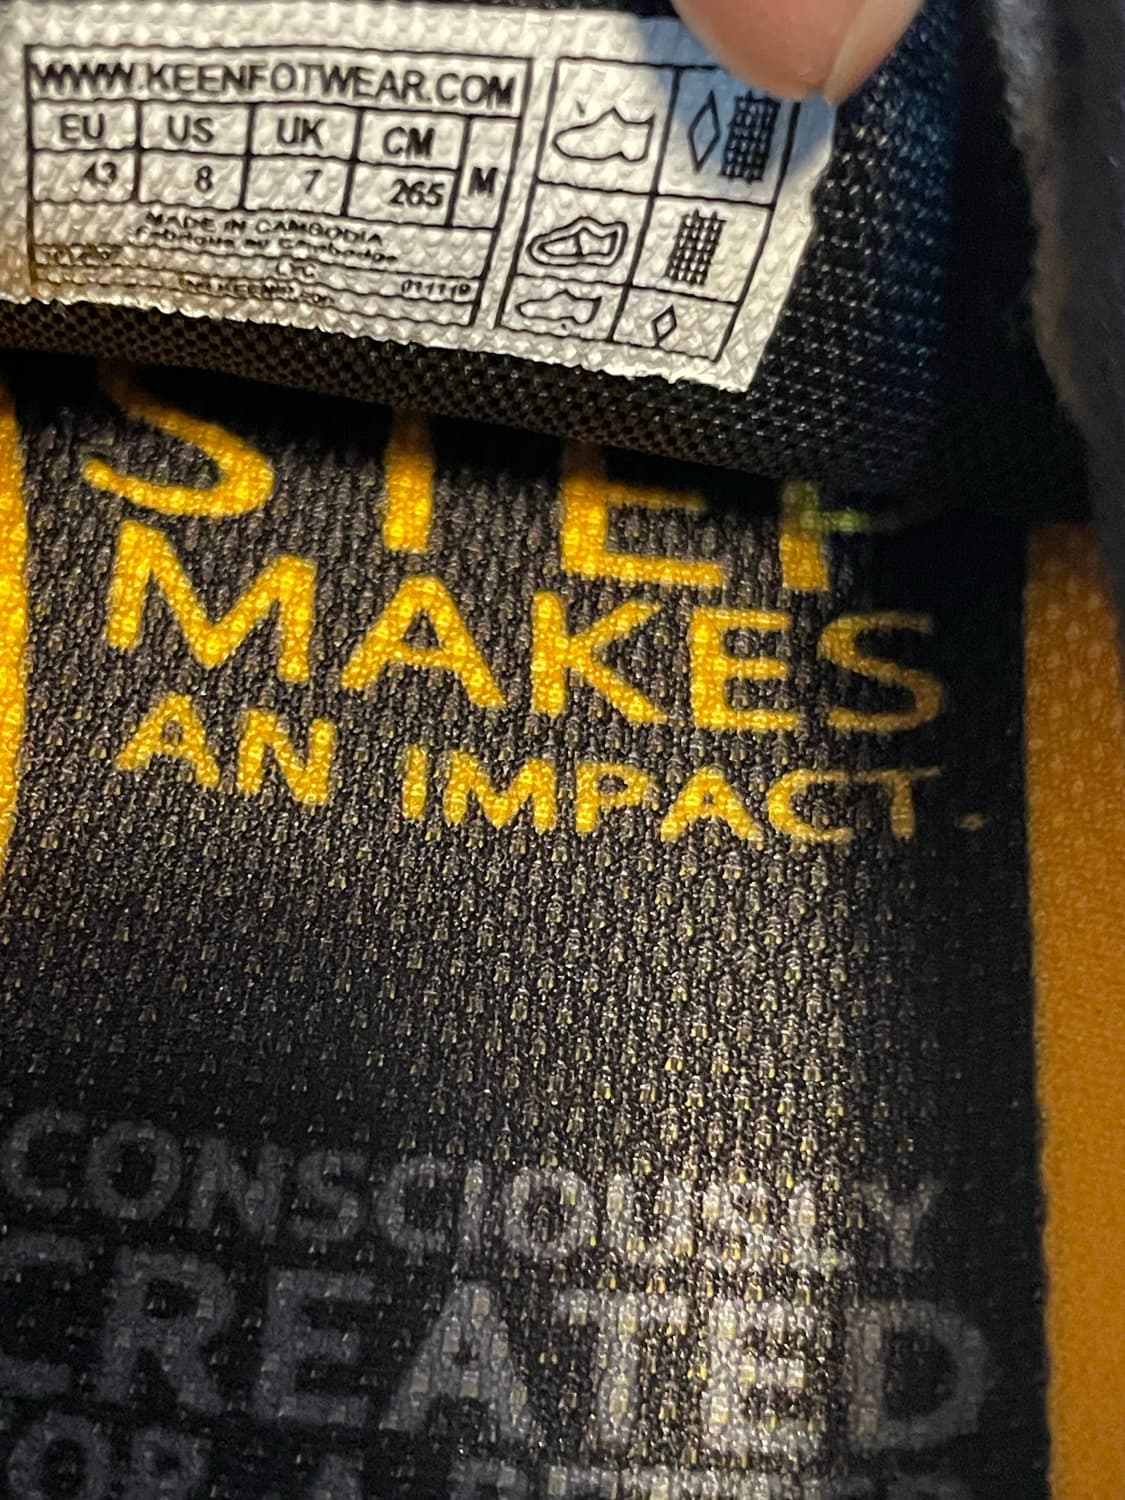 WWW.KEENFOTWEAR.COM
EU US UK CM M
43 8 7 265
MADE IN CAMBODIA
011119
STEP
MAKES
AN IMPACT.
CONSCIOUSLY
CREATED